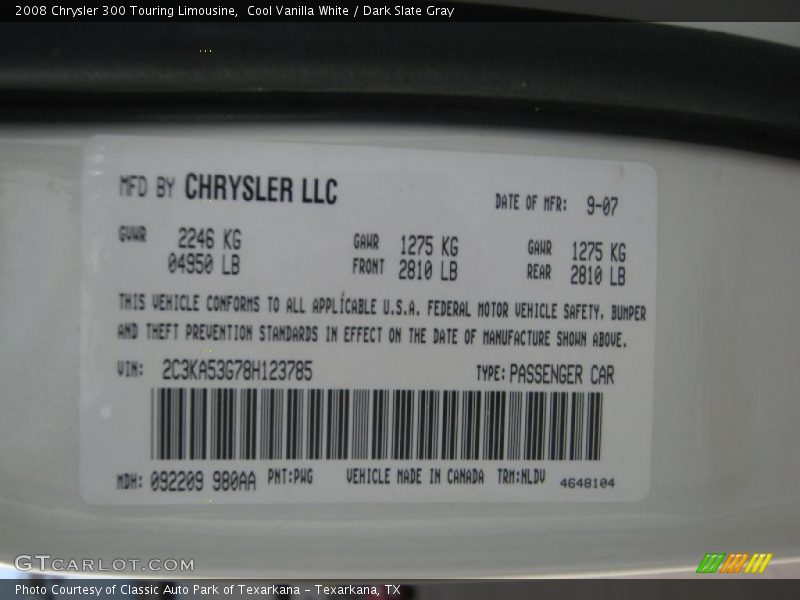 2008 Chrysler 300 Touring Limousine,  Cool Vanilla White / Dark Slate Gray
MFD BY CHRYSLER LLC
DATE OF MFR: 9-07
GVWR 2246 KG GAWR 1275 KG GAWR 1275 KG
04950 LB FRONT 2810 LB REAR 2810 LB
THIS VEHICLE CONFORMS TO ALL APPLÍCABLE U.S.A. FEDERAL MOTOR VEHICLE SAFETY, BUMPER
AND THEFT PREVENTION STANDARDS IN EFFECT ON THE DATE OF MANUFACTURE SHOWN ABOVE.
VIN: 2C3KA53G78H123785 TYPE: PASSENGER CAR
MDH: 092209 980AA PNT:PWG VEHICLE MADE IN CANADA TRM:NLDV 4648104
GTCARLOT.COM
Photo Courtesy of Classic Auto Park of Texarkana - Texarkana, TX